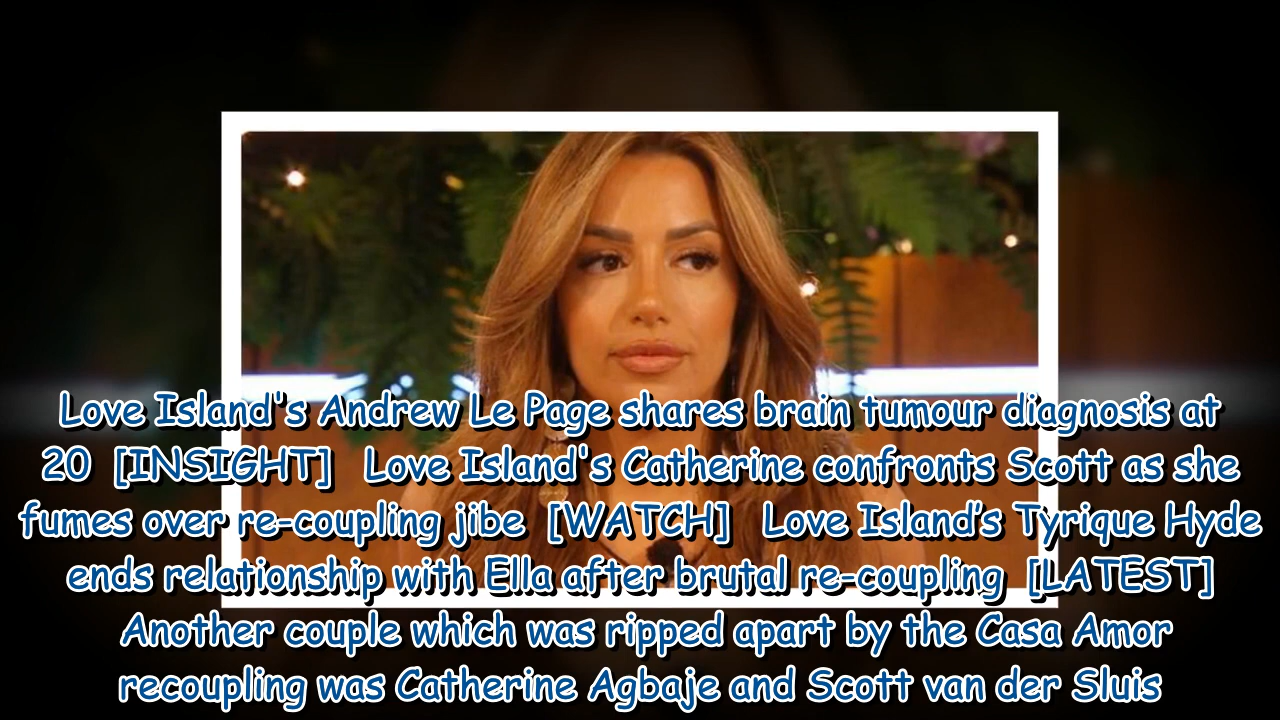 Love Island's Andrew Le Page shares brain tumour diagnosis at
20 [INSIGHT] Love Island's Catherine confronts Scott as she
fumes over re-coupling jibe [WATCH] Love Island’s Tyrique Hyde
ends relationship with Ella after brutal re-coupling [LATEST]
Another couple which was ripped apart by the Casa Amor
recoupling was Catherine Agbaje and Scott van der Sluis